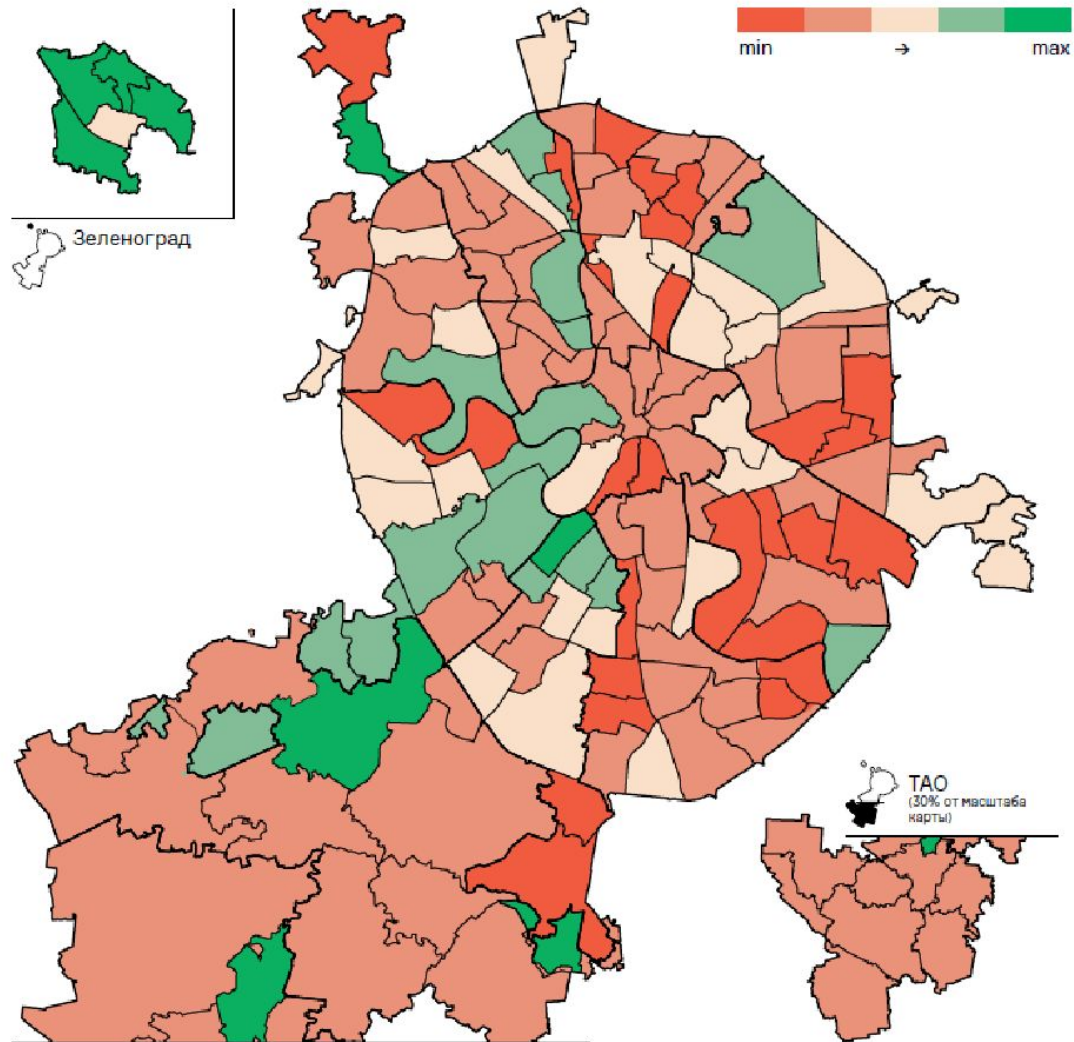 min → max
Зеленоград
ТАО
(30% от масштаба
карты)